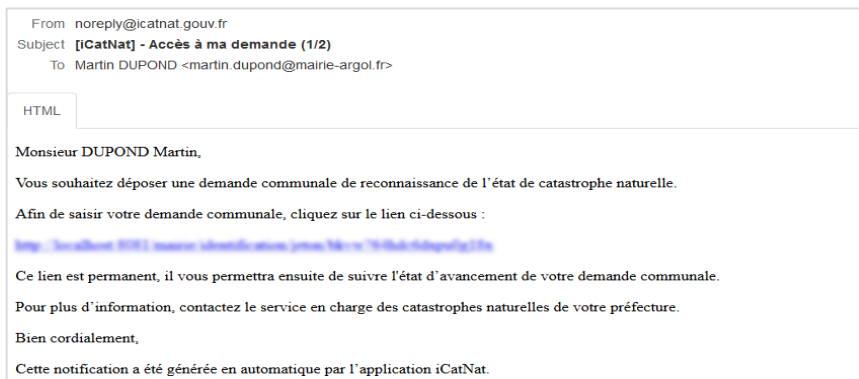 From noreply@icatnat.gouv.fr
Subject [iCatNat] - Accès à ma demande (1/2)
To Martin DUPOND <martin.dupond@mairie-argol.fr>
HTML
Monsieur DUPOND Martin,
Vous souhaitez déposer une demande communale de reconnaissance de l'état de catastrophe naturelle.
Afin de saisir votre demande communale, cliquez sur le lien ci-dessous :
Ce lien est permanent, il vous permettra ensuite de suivre l'état d'avancement de votre demande communale.
Pour plus d'information, contactez le service en charge des catastrophes naturelles de votre préfecture.
Bien cordialement,
Cette notification a été générée en automatique par l'application iCatNat.